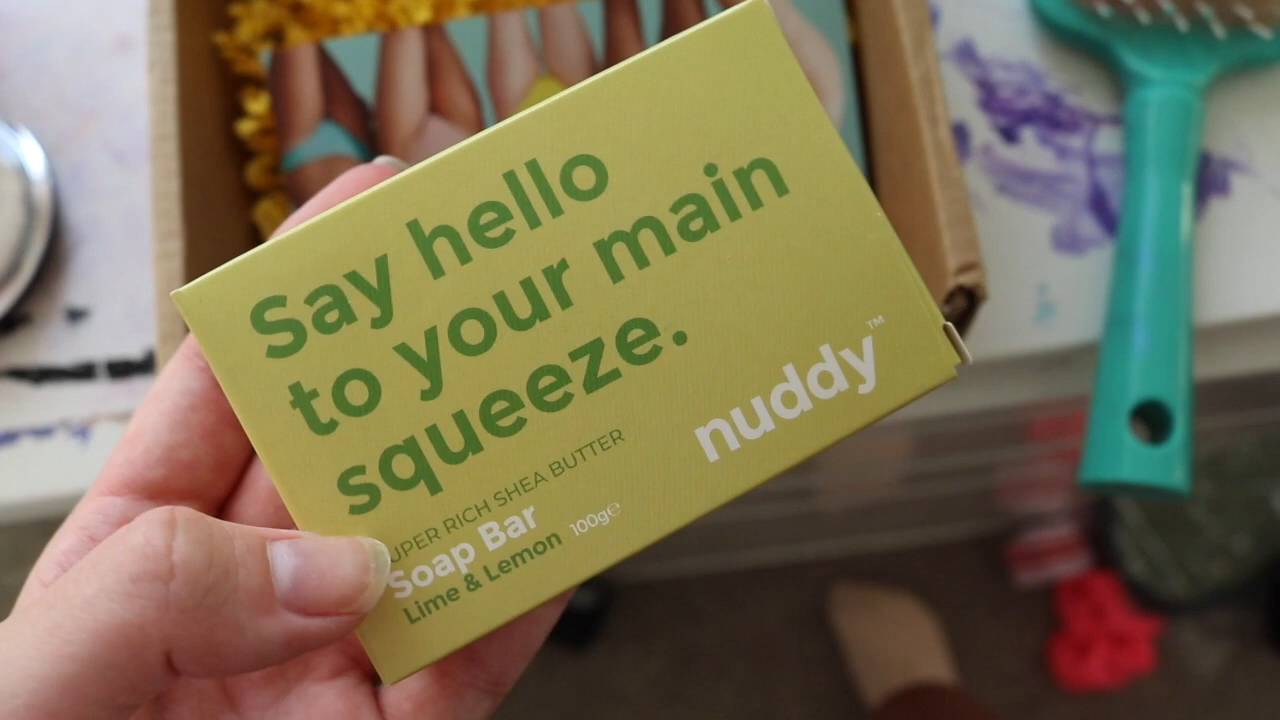 Say hello
to your main
squeeze.
UPER RICH SHEA BUTTER
Soap Bar
100g℮
Lime & Lemon
nuddy™